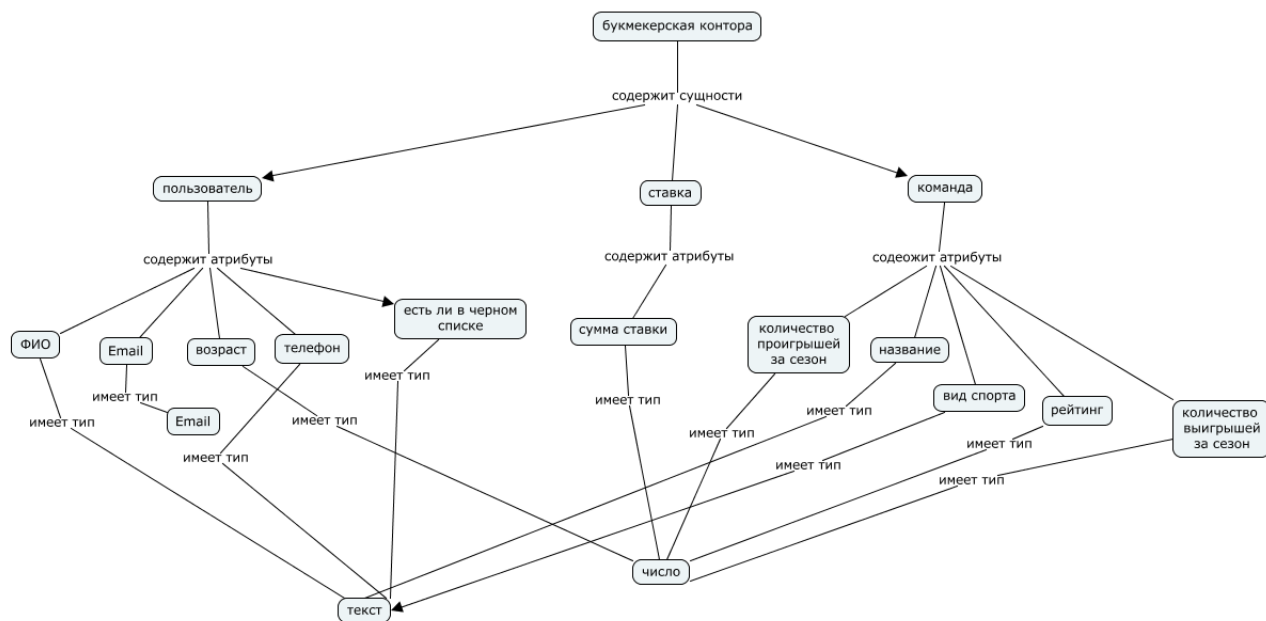 букмекерская контора
содержит сущности
пользователь
ставка
команда
содержит атрибуты
содержит атрибуты
содеожит атрибуты
есть ли в черном
списке
ФИО
Email
возраст
телефон
сумма ставки
количество
проигрышей
за сезон
название
имеет тип
имеет тип
имеет тип
имеет тип
имеет тип
имеет тип
Email
вид спорта
рейтинг
количество
выигрышей
за сезон
имеет тип
имеет тип
имеет тип
имеет тип
имеет тип
имеет тип
число
текст